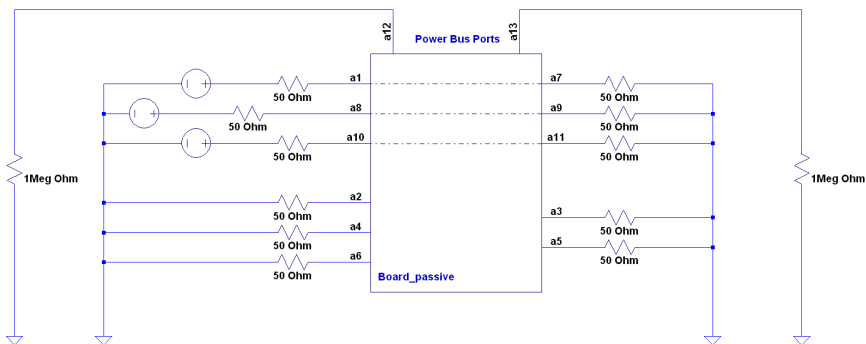 a12
Power Bus Ports
a13
a1
50 Ohm
a7
50 Ohm
a8
50 Ohm
a9
50 Ohm
a10
50 Ohm
a11
50 Ohm
1Meg Ohm
1Meg Ohm
a2
50 Ohm
a3
50 Ohm
a4
50 Ohm
a5
50 Ohm
a6
50 Ohm
Board_passive